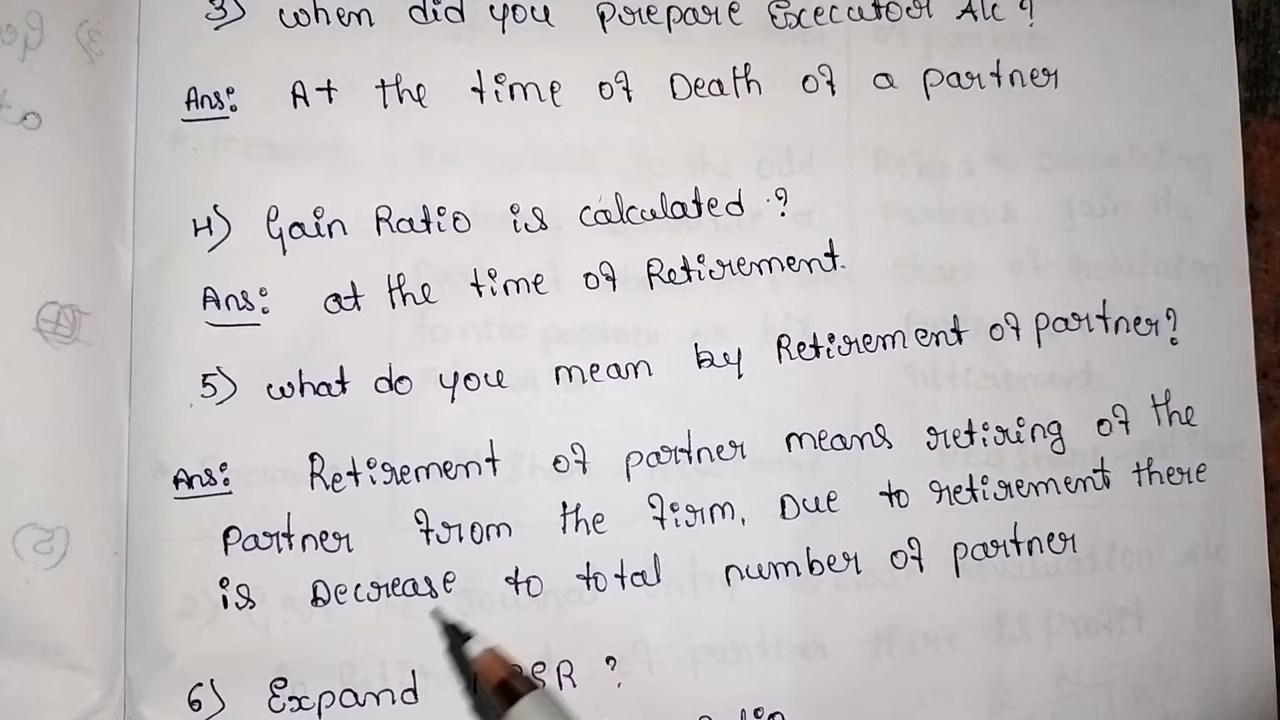 3) When did you prepare Executor A/c ?
Ans: At the time of Death of a partner
4) Gain Ratio is calculated ?
Ans: at the time of Retirement.
5) What do you mean by Retirement of partner?
Ans: Retirement of partner means retiring of the
partner from the firm. Due to retirement there
is Decrease to total number of partner
6) Expand ?